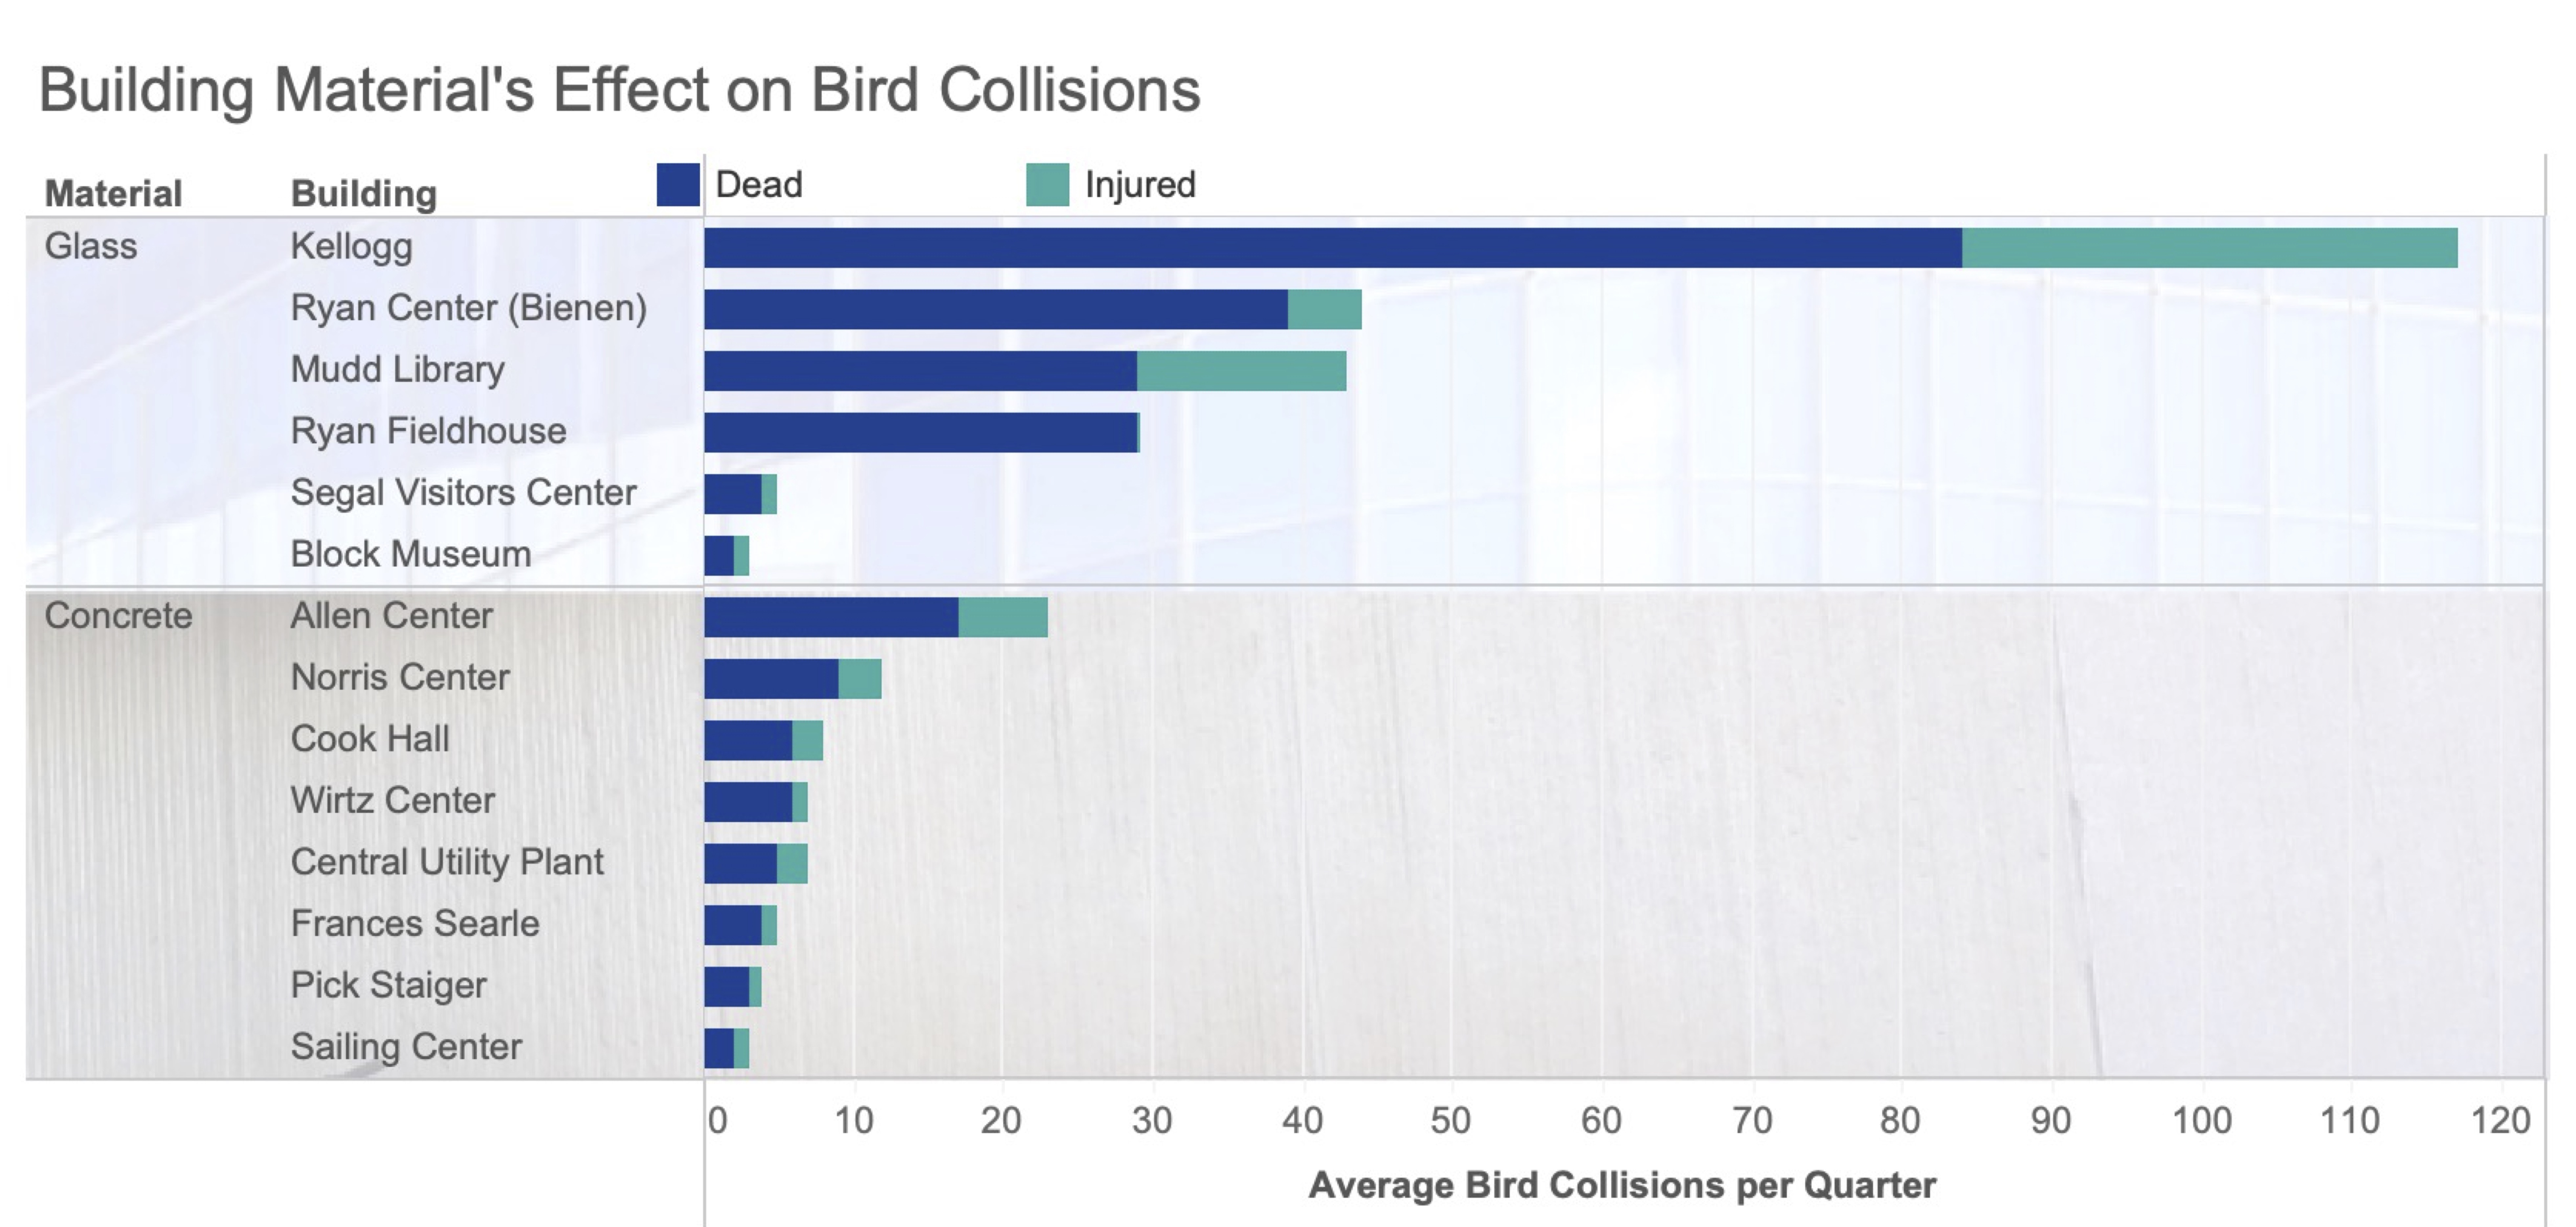 Building Material's Effect on Bird Collisions
Material Building Dead Injured
Glass Kellogg
Ryan Center (Bienen)
Mudd Library
Ryan Fieldhouse
Segal Visitors Center
Block Museum
Concrete Allen Center
Norris Center
Cook Hall
Wirtz Center
Central Utility Plant
Frances Searle
Pick Staiger
Sailing Center
0 10 20 30 40 50 60 70 80 90 100 110 120
Average Bird Collisions per Quarter